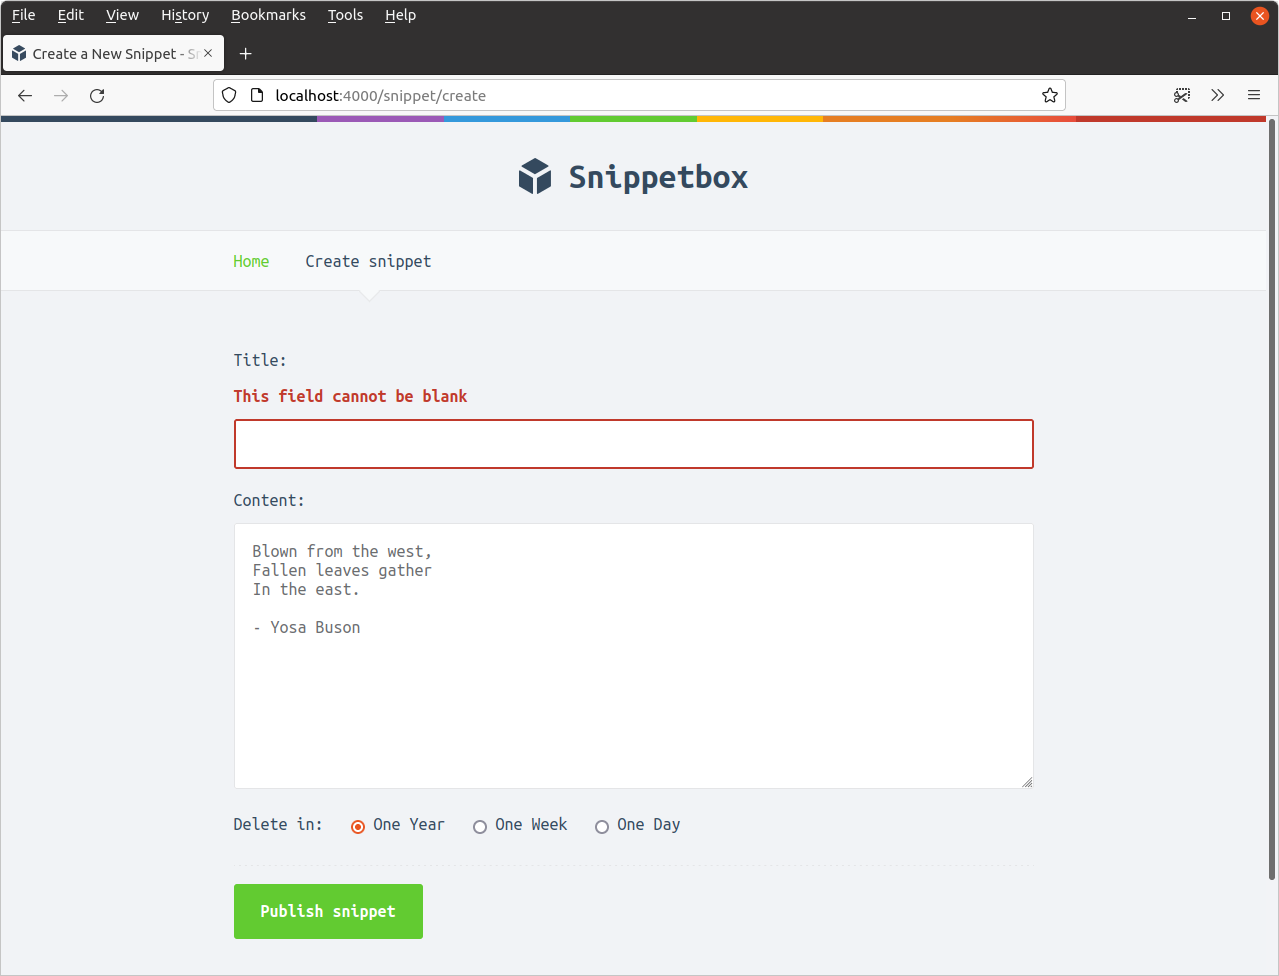 File Edit View History Bookmarks Tools Help
Create a New Snippet - Sn
localhost:4000/snippet/create
Snippetbox
Home Create snippet
Title:
This field cannot be blank
Content:
Blown from the west,
Fallen leaves gather
In the east.
- Yosa Buson
Delete in: One Year One Week One Day
Publish snippet